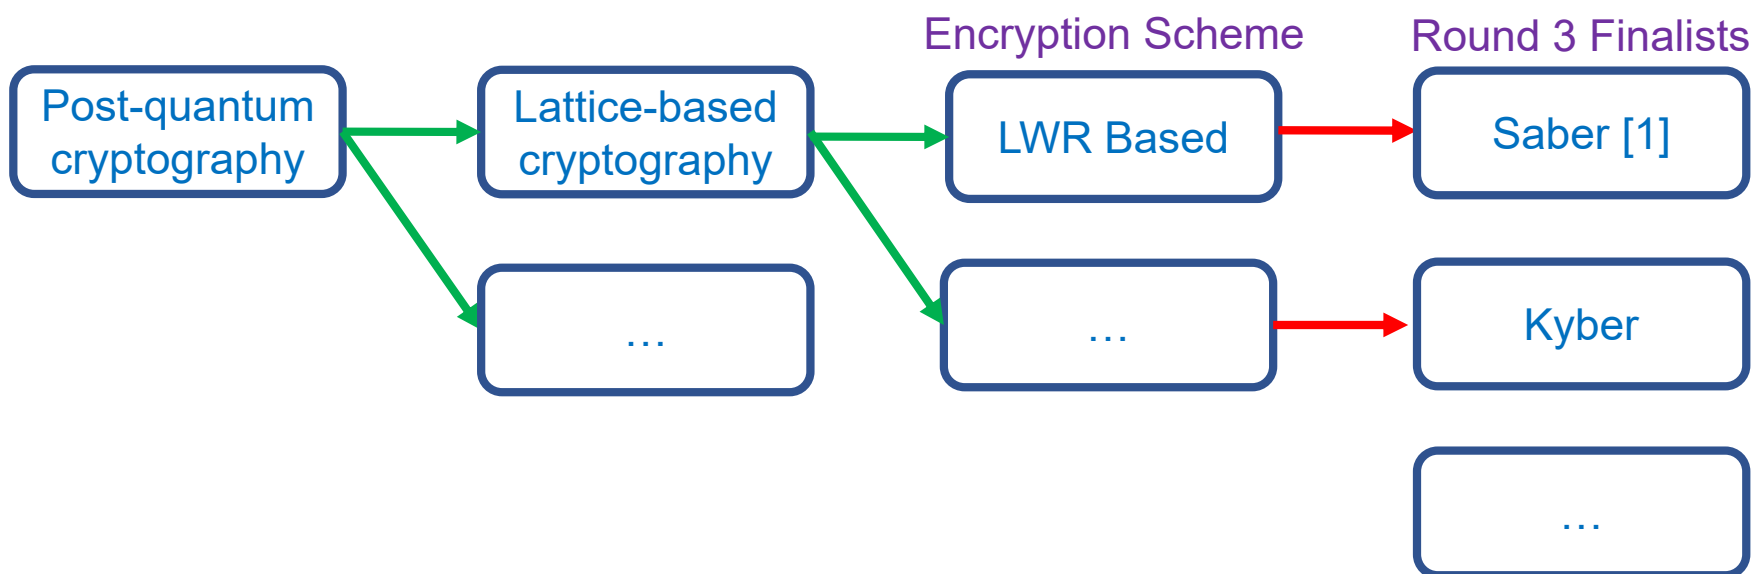 Encryption Scheme
Round 3 Finalists
Post-quantum
cryptography
Lattice-based
cryptography
LWR Based
Saber [1]
...
...
Kyber
...